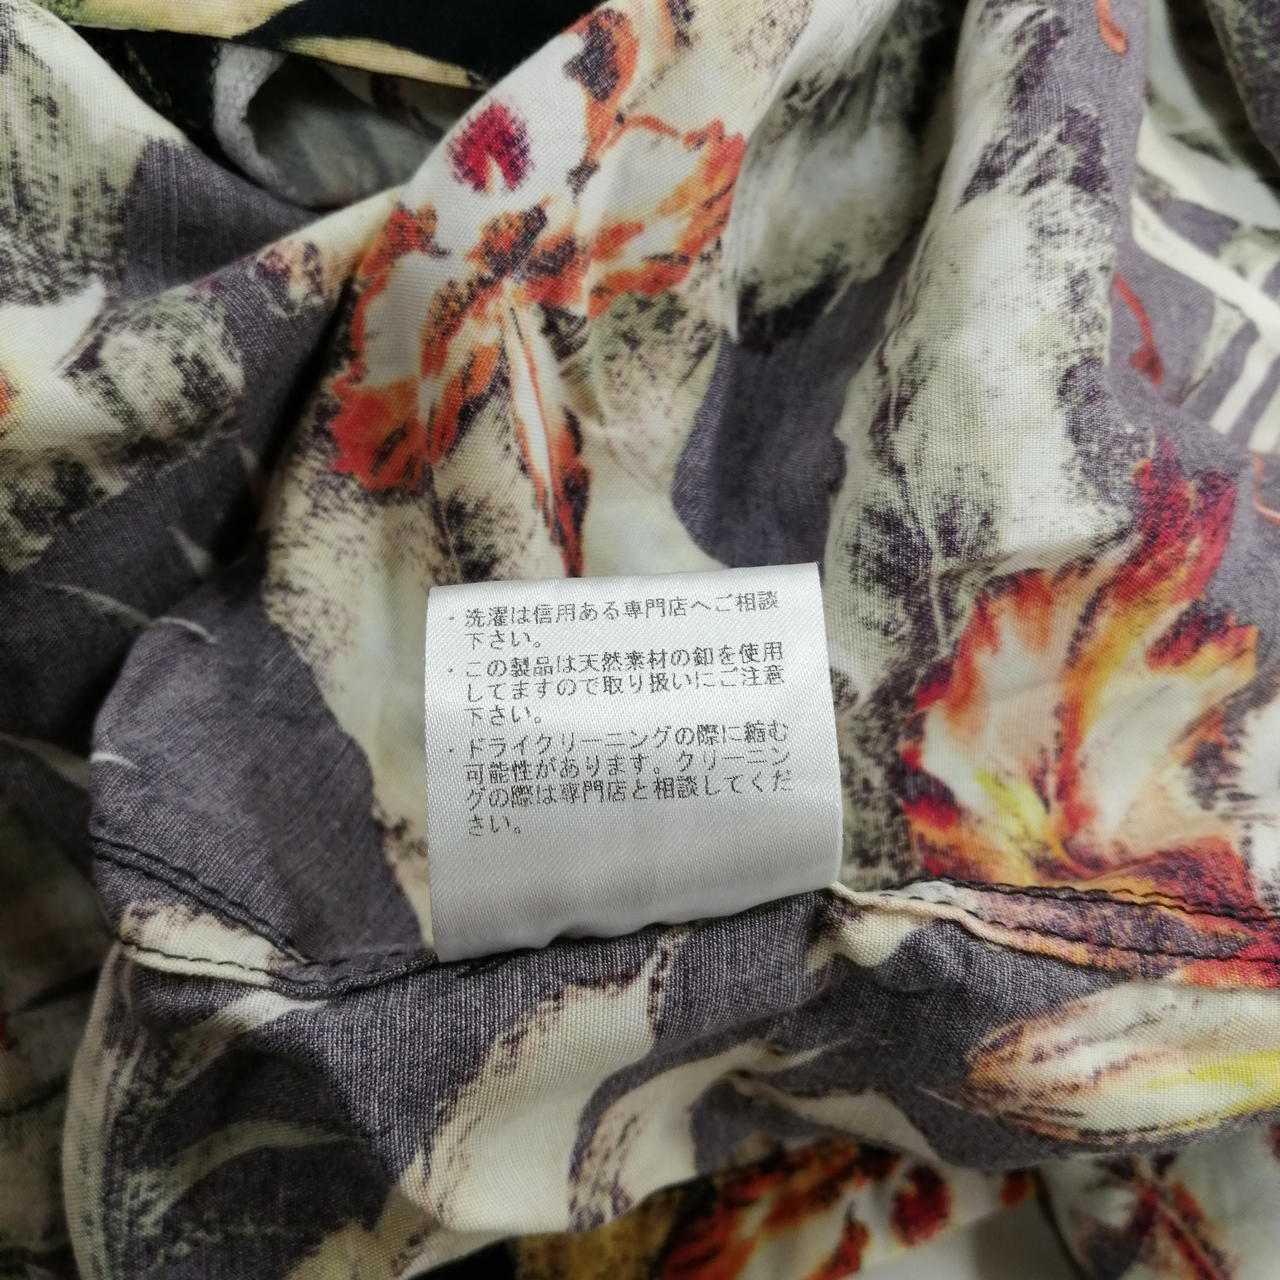 ・洗濯は信用ある専門店へご相談
下さい。
・この製品は天然素材の釦を使用
してますので取り扱いにご注意
下さい。
・ドライクリーニングの際に縮む
可能性があります。クリーニン
グの際は専門店と相談してくだ
さい。